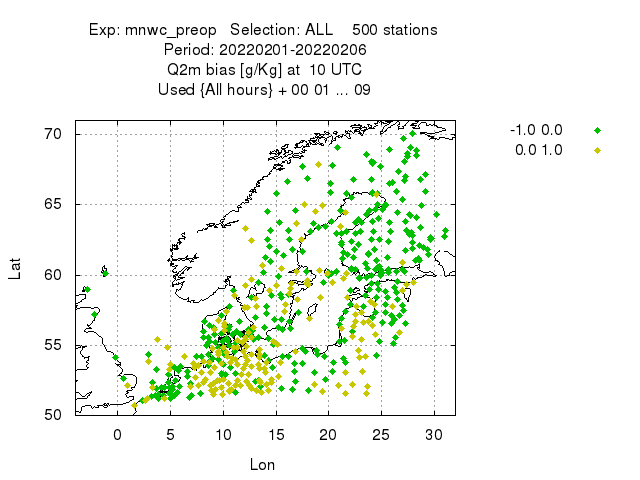 Exp: mnwc_preop   Selection: ALL    500 stations
Period: 20220201-20220206
Q2m bias [g/Kg] at  10 UTC
Used {All hours} + 00 01 ... 09
-1.0 0.0
0.0 1.0
70
65
60
55
50
Lat
0 5 10 15 20 25 30
Lon